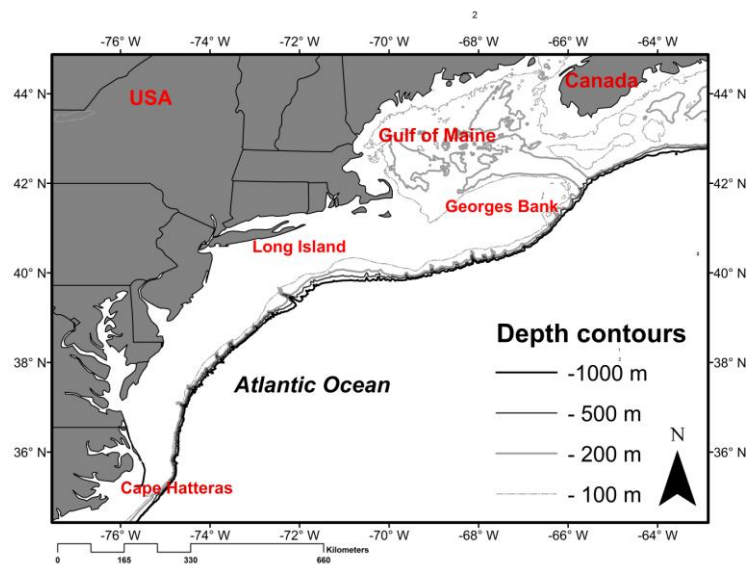 2
-76° W -74° W -72° W -70° W -68° W -66° W -64° W
44° N
42° N
40° N
38° N
36° N
44° N
42° N
40° N
38° N
36° N
USA
Canada
Gulf of Maine
Georges Bank
Long Island
Atlantic Ocean
Cape Hatteras
Depth contours
-1000 m
- 500 m
- 200 m
- 100 m
N
-76° W -74° W -72° W -70° W -68° W -66° W -64° W
Kilometers
0 165 330 660